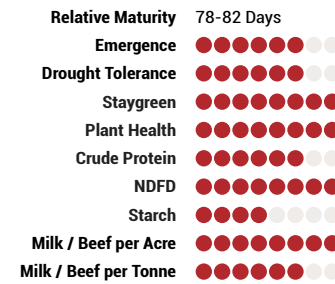 Relative Maturity 78-82 Days
Emergence
Drought Tolerance
Staygreen
Plant Health
Crude Protein
NDFD
Starch
Milk / Beef per Acre
Milk / Beef per Tonne